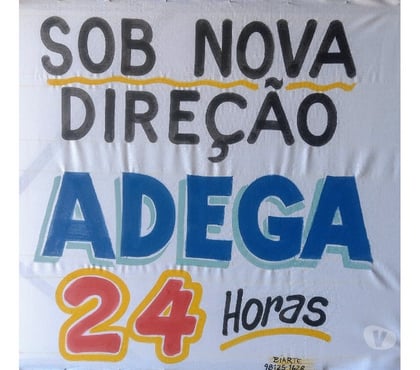 SOB NOVA
DIREÇÃO
ADEGA
24 Horas
BIARTE